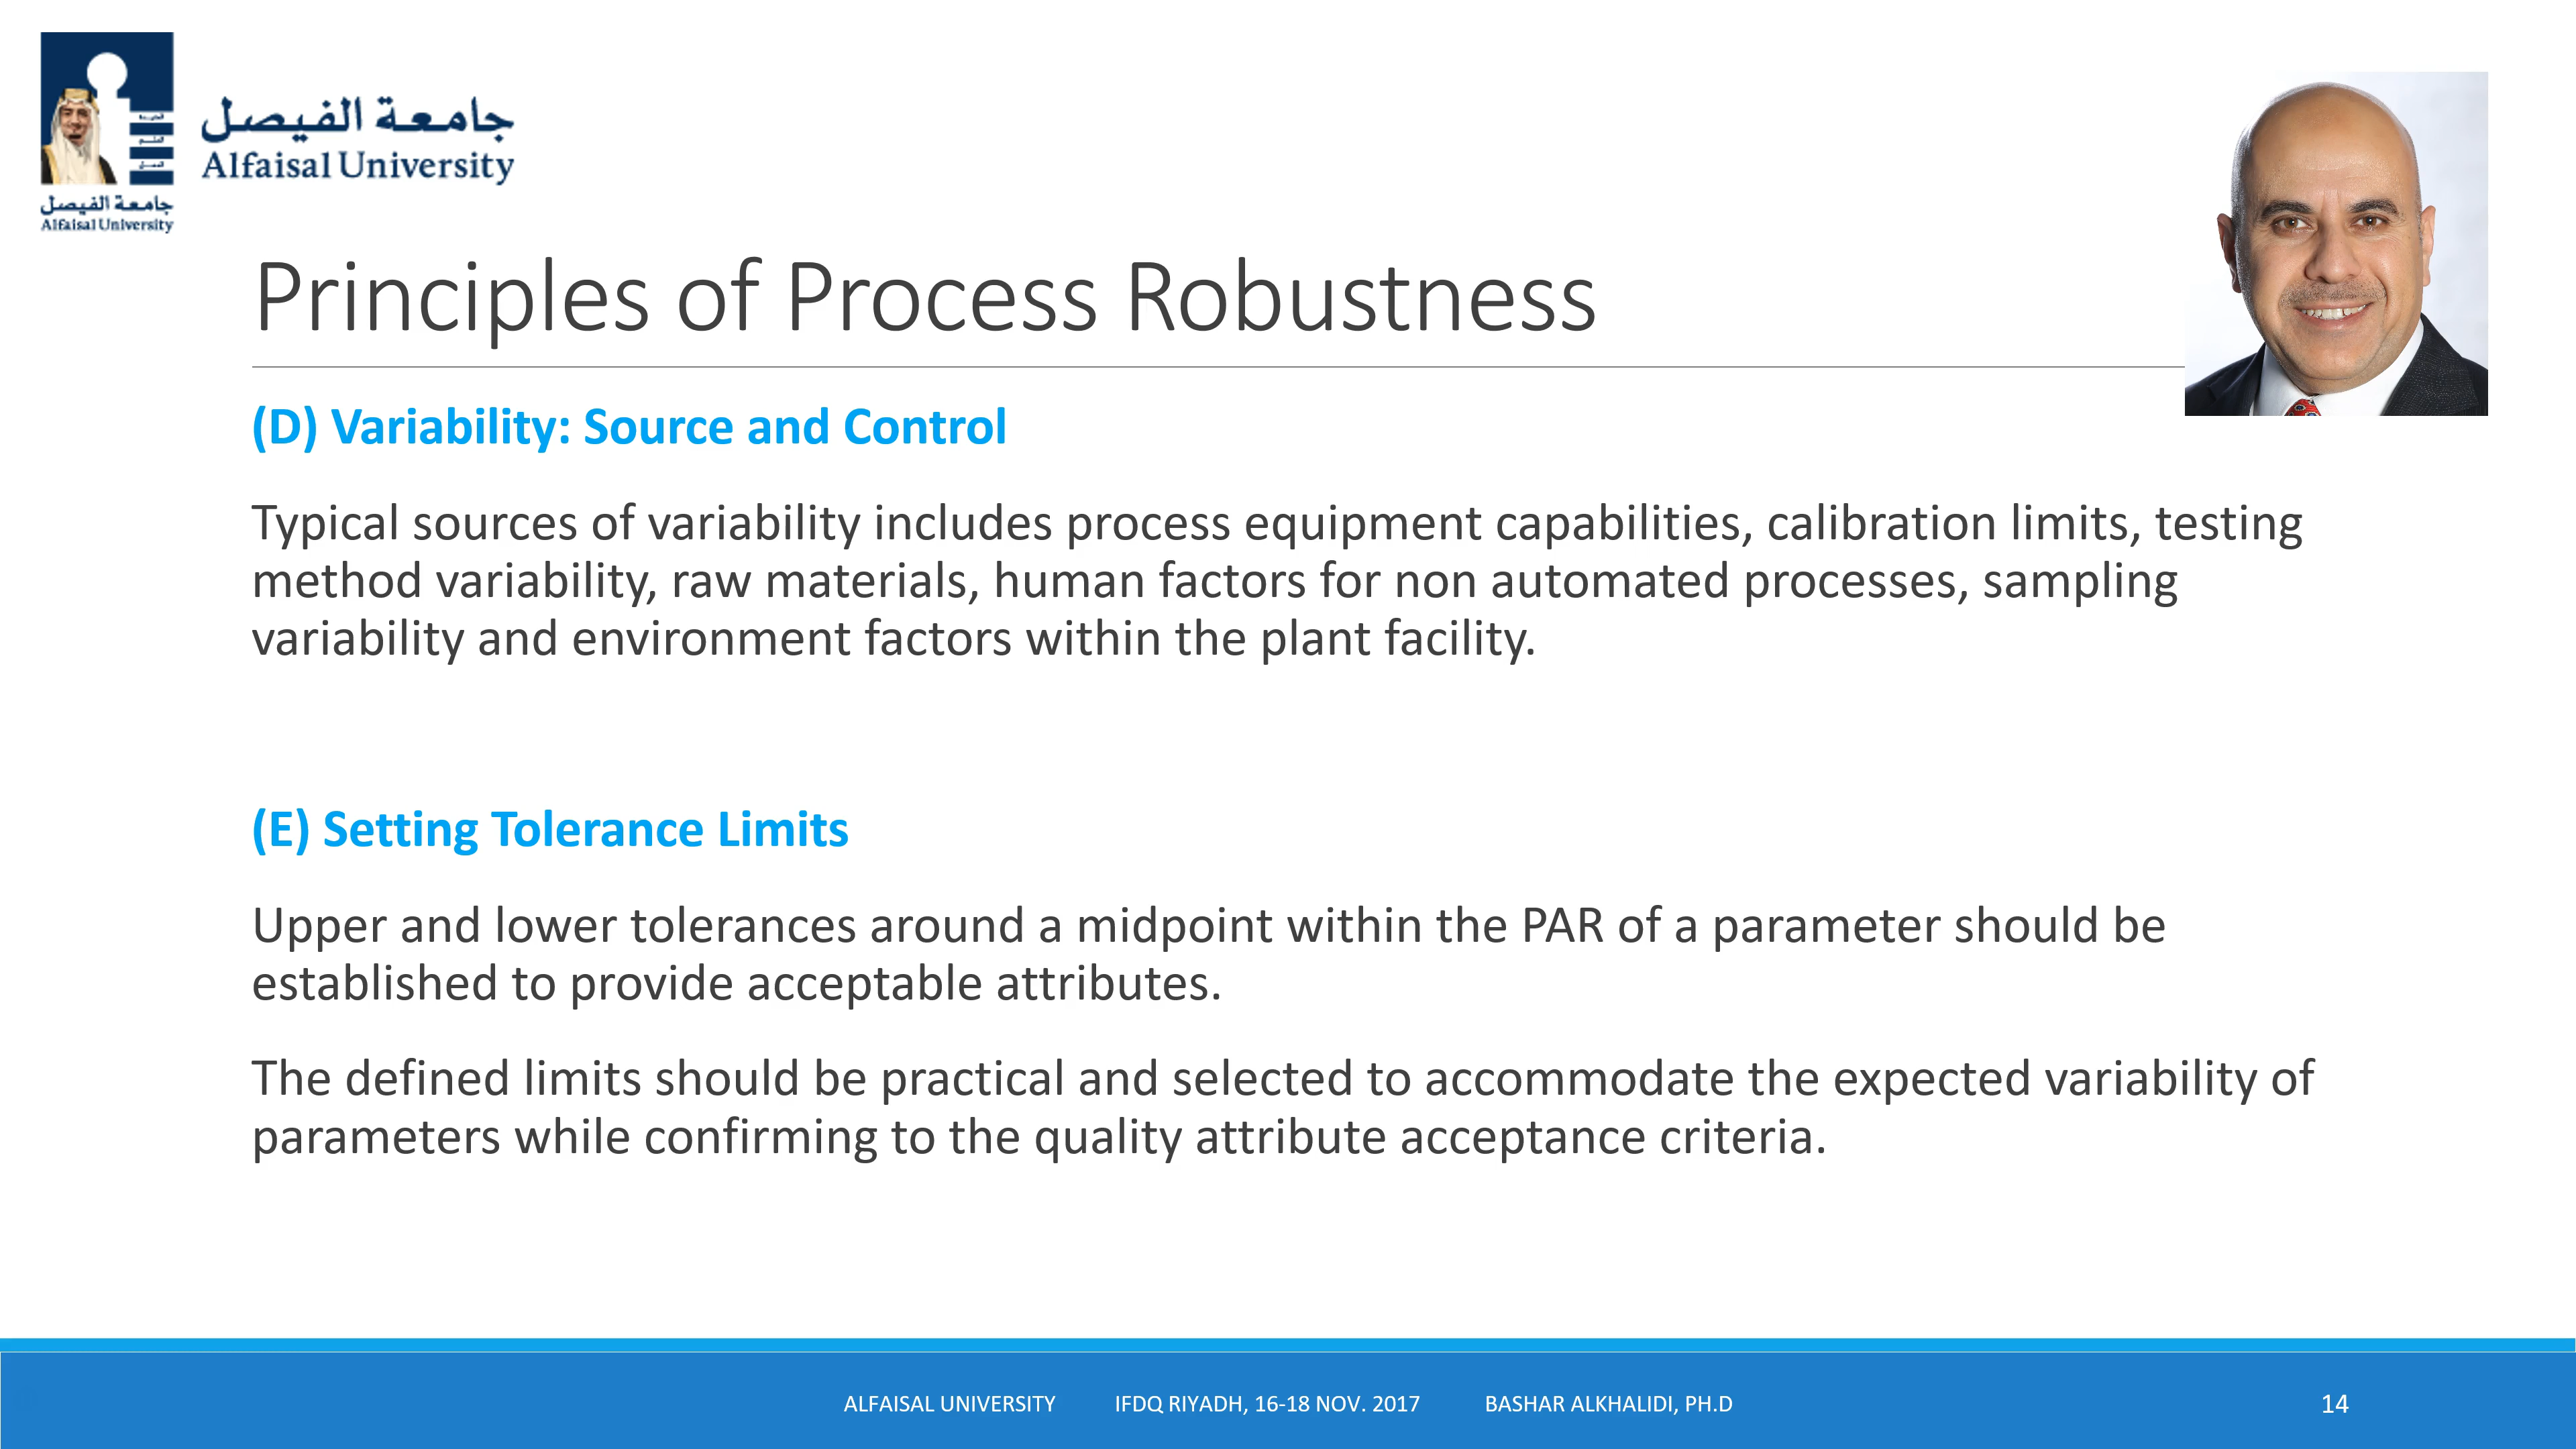 جامعة الفيصل
Alfaisal University
جامعة الفيصل
Alfaisal University
Principles of Process Robustness
(D) Variability: Source and Control
Typical sources of variability includes process equipment capabilities, calibration limits, testing
method variability, raw materials, human factors for non automated processes, sampling
variability and environment factors within the plant facility.
(E) Setting Tolerance Limits
Upper and lower tolerances around a midpoint within the PAR of a parameter should be
established to provide acceptable attributes.
The defined limits should be practical and selected to accommodate the expected variability of
parameters while confirming to the quality attribute acceptance criteria.
ALFAISAL UNIVERSITY IFDQ RIYADH, 16-18 NOV. 2017 BASHAR ALKHALIDI, PH.D 14